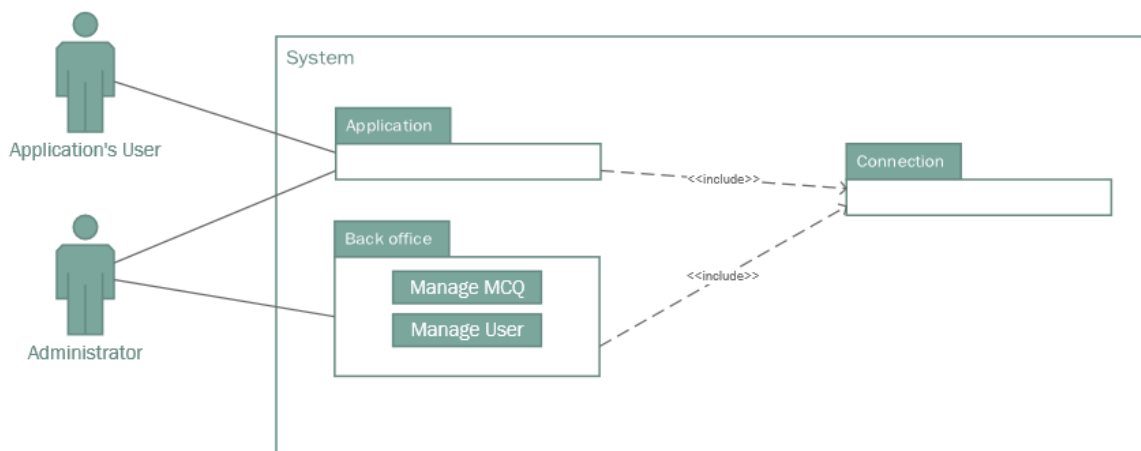 System
Application's User
Application
Connection
<<include>>
Administrator
Back office
Manage MCQ
Manage User
<<include>>